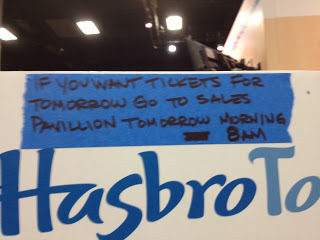 IF YOU WANT TICKETS FOR
TOMORROW GO TO SALES
PAVILLION TOMORROW MORNING
8AM
HasbroTo